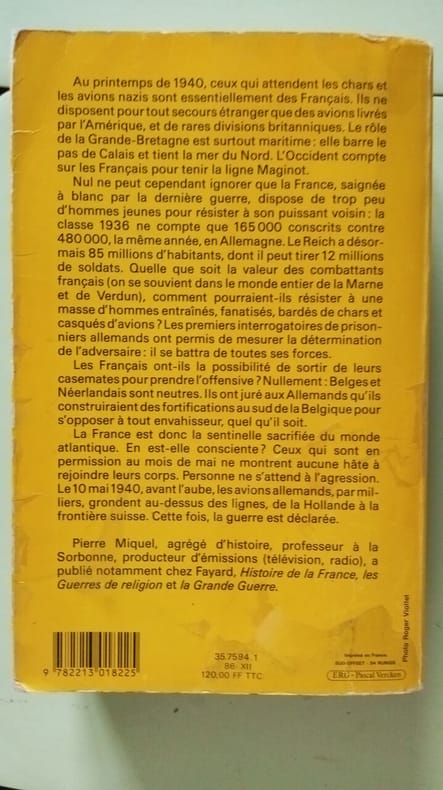 Au printemps de 1940, ceux qui attendent les chars et
les avions nazis sont essentiellement des Français. Ils ne
disposent pour tout secours étranger que des avions livrés
par l'Amérique, et de rares divisions britanniques. Le rôle
de la Grande-Bretagne est surtout maritime : elle barre le
pas de Calais et tient la mer du Nord. L'Occident compte
sur les Français pour tenir la ligne Maginot.
Nul ne peut cependant ignorer que la France, saignée
à blanc par la dernière guerre, dispose de trop peu
d'hommes jeunes pour résister à son puissant voisin : la
classe 1936 ne compte que 165 000 conscrits contre
480 000, la même année, en Allemagne. Le Reich a désor-
mais 85 millions d'habitants, dont il peut tirer 12 millions
de soldats. Quelle que soit la valeur des combattants
français (on se souvient dans le monde entier de la Marne
et de Verdun), comment pourraient-ils résister à une
masse d'hommes entraînés, fanatisés, bardés de chars et
casqués d'avions ? Les premiers interrogatoires de prison-
niers allemands ont permis de mesurer la détermination
de l'adversaire : il se battra de toutes ses forces.
Les Français ont-ils la possibilité de sortir de leurs
casemates pour prendre l'offensive ? Nullement : Belges et
Néerlandais sont neutres. Ils ont juré aux Allemands qu'ils
construiraient des fortifications au sud de la Belgique pour
s'opposer à tout envahisseur, quel qu'il soit.
La France est donc la sentinelle sacrifiée du monde
atlantique. En est-elle consciente ? Ceux qui sont en
permission au mois de mai ne montrent aucune hâte à
rejoindre leurs corps. Personne ne s'attend à l'agression.
Le 10 mai 1940, avant l'aube, les avions allemands, par mil-
liers, grondent au-dessus des lignes, de la Hollande à la
frontière suisse. Cette fois, la guerre est déclarée.
Pierre Miquel, agrégé d'histoire, professeur à la
Sorbonne, producteur d'émissions (télévision, radio), a
publié notamment chez Fayard, Histoire de la France, les
Guerres de religion et la Grande Guerre.
Photo Roger Viollet
9 782213 018225
35.7594.1
86-XII
120,00 FF TTC
Imprimé en France
SUD-OFFSET - 94 RUNGIS
ERG - Pascal Vercken